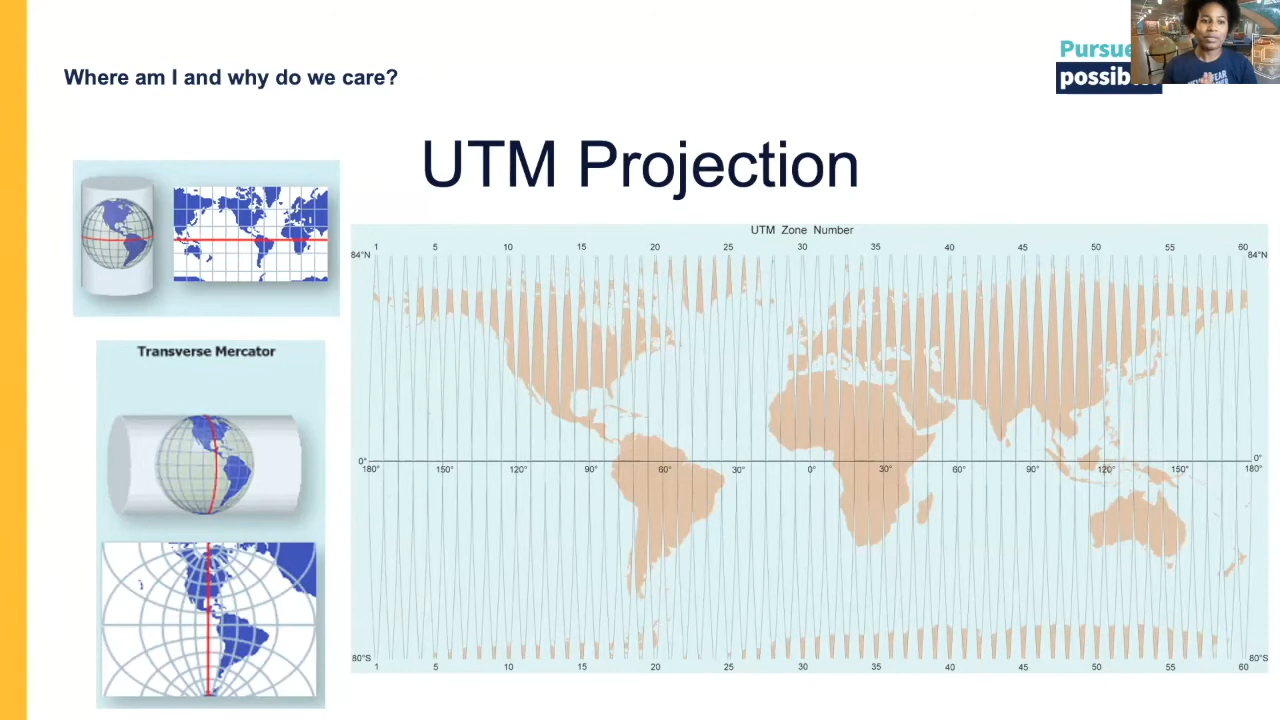 Where am I and why do we care?
Pursue
UTM Projection
UTM Zone Number
1 5 10 15 20 25 30 35 40 45 50 55 60
84°N 84°N
Transverse Mercator
0° 0°
180° 150° 120° 90° 60° 30° 0° 30° 60° 90° 120° 150° 180°
80°S 80°S
1 5 10 15 20 25 30 35 40 45 50 55 60